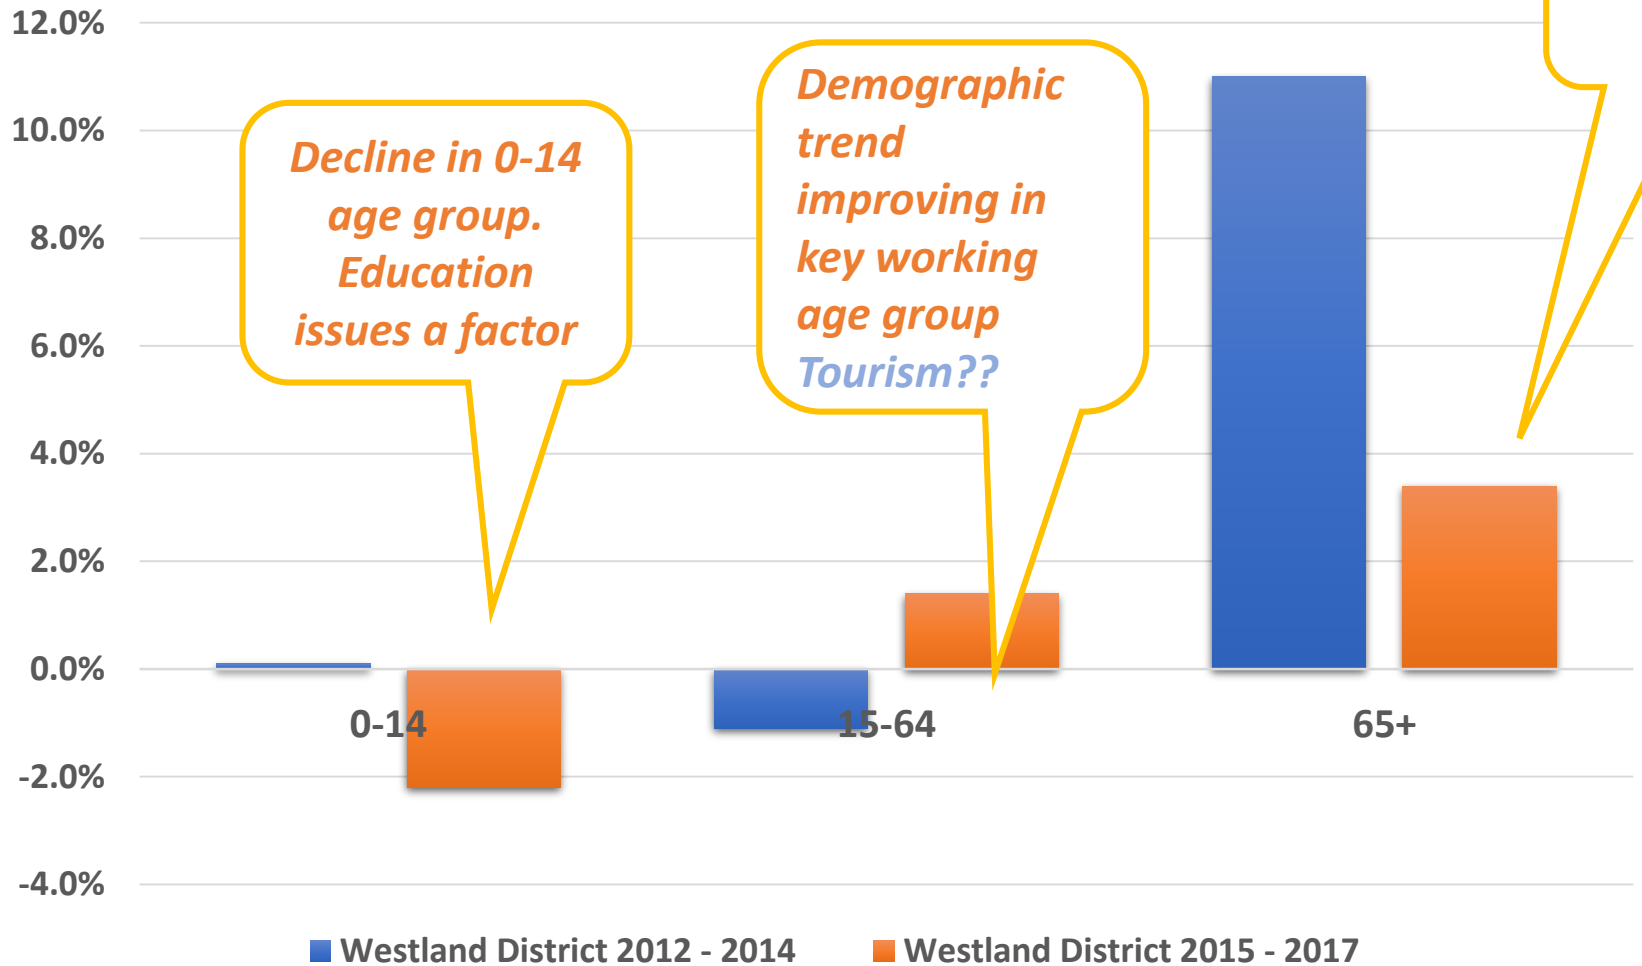 12.0%
10.0%
8.0%
6.0%
4.0%
2.0%
0.0%
-2.0%
-4.0%
Decline in 0-14
age group.
Education
issues a factor
Demographic
trend
improving in
key working
age group
Tourism??
0-14
15-64
65+
Westland District 2012 - 2014
Westland District 2015 - 2017